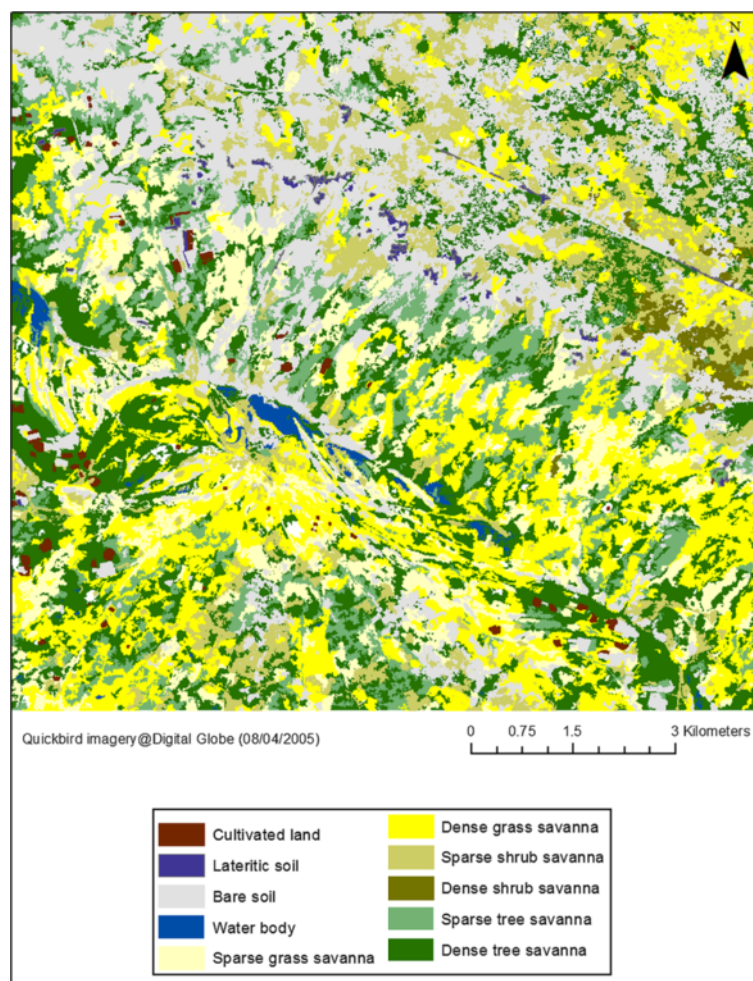 N
Quickbird imagery@Digital Globe (08/04/2005)
0 0.75 1.5 3 Kilometers
Cultivated land
Lateritic soil
Bare soil
Water body
Sparse grass savanna
Dense grass savanna
Sparse shrub savanna
Dense shrub savanna
Sparse tree savanna
Dense tree savanna